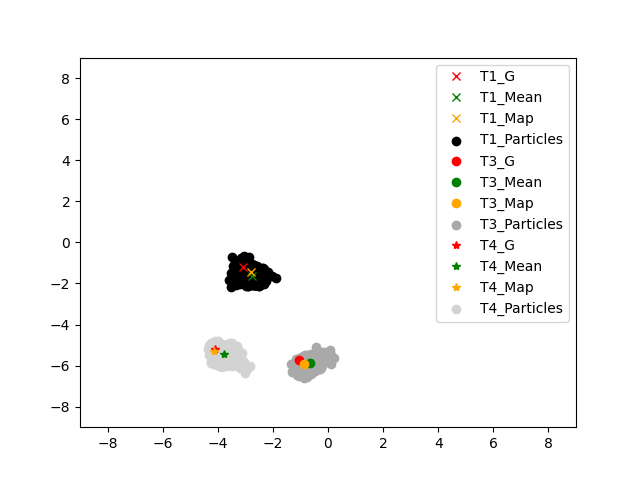 8
6
4
2
0
−2
−4
−6
−8
−8 −6 −4 −2 0 2 4 6 8
T1_G
T1_Mean
T1_Map
T1_Particles
T3_G
T3_Mean
T3_Map
T3_Particles
T4_G
T4_Mean
T4_Map
T4_Particles